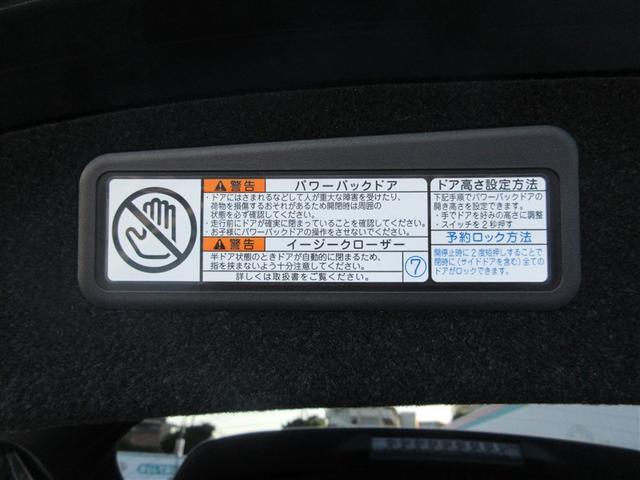 警告 パワーバックドア
・ドアにはさまれるなどして人が重大な障害を受けたり、
荷物を損傷するおそれがあるため開閉時は周囲の
状態を必ず確認してください。
・走行前にドアが確実に閉まっていることを確認してください。
・お子様にもパワーバックドアの操作をさせないでください。
警告 イージークローザー
半ドア状態のときドアが自動的に閉まるため、
指を挟まないよう十分注意してください。
詳しくは取扱書をご覧ください。
⑦
ドア高さ設定方法
下記手順でパワーバックドアの
開き高さを設定できます。
・手でドアを好みの高さに調整
・スイッチを2秒押す
予約ロック方法
開停止時に2度短押しすることで
閉時に(サイドドアを含む)全ての
ドアがロックできます。